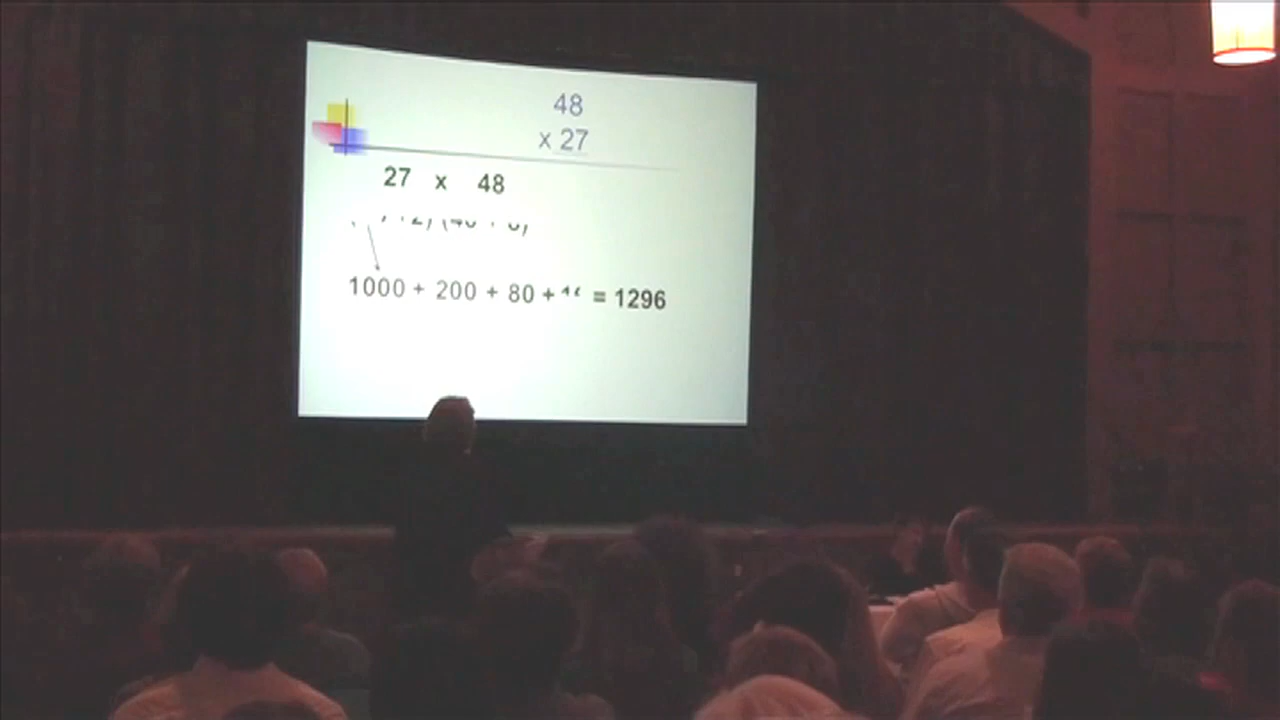 48
x 27
27 x 48
1000 + 200 + 80 + = 1296